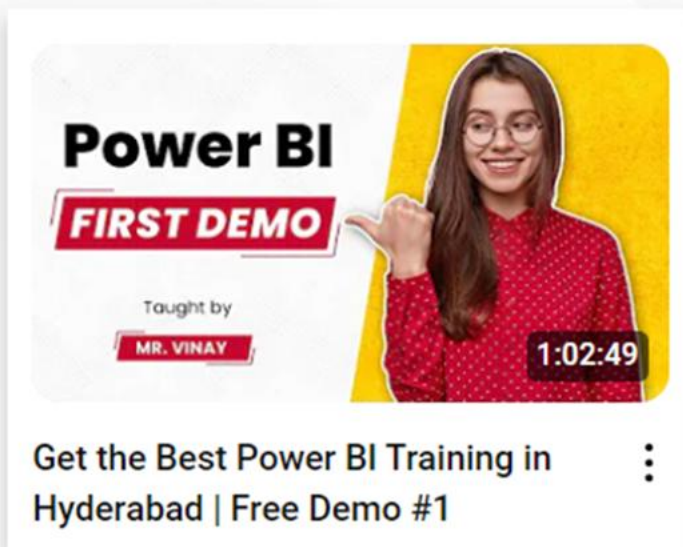 Power BI
FIRST DEMO
Taught by
MR. VINAY
1:02:49
Get the Best Power BI Training in
Hyderabad | Free Demo #1